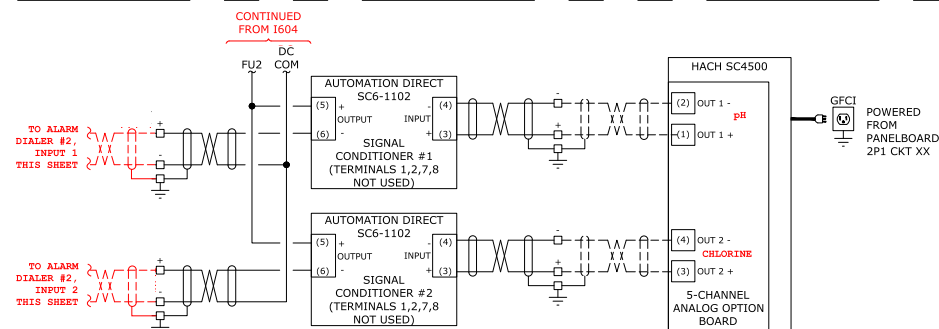 CONTINUED
FROM I604
FU2
DC
COM
AUTOMATION DIRECT
SC6-1102
(5)
+
-
(4)
OUTPUT
INPUT
(6)
-
+
(3)
SIGNAL
CONDITIONER #1
(TERMINALS 1,2,7,8
NOT USED)
TO ALARM
DIALER #2,
INPUT 1
THIS SHEET
+
-
-
+
HACH SC4500
(2)
OUT 1 -
pH
(1)
OUT 1 +
GFCI
POWERED
FROM
PANELBOARD
2P1 CKT XX
AUTOMATION DIRECT
SC6-1102
(5)
+
-
(4)
OUTPUT
INPUT
(6)
-
+
(3)
SIGNAL
CONDITIONER #2
(TERMINALS 1,2,7,8
NOT USED)
TO ALARM
DIALER #2,
INPUT 2
THIS SHEET
+
-
-
+
(4)
OUT 2 -
CHLORINE
(3)
OUT 2 +
5-CHANNEL
ANALOG OPTION
BOARD